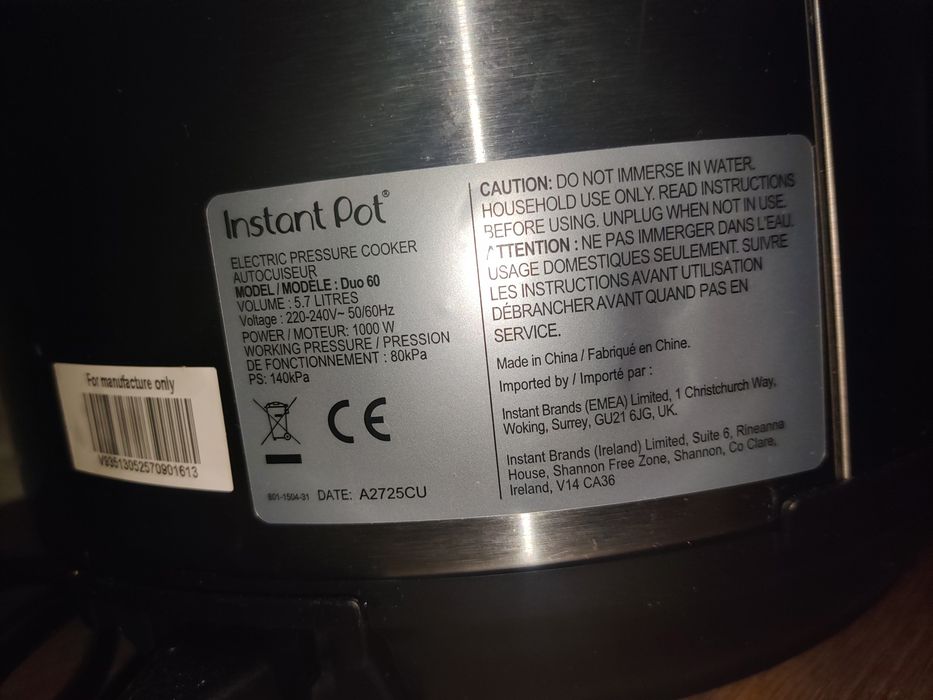 Instant Pot®
ELECTRIC PRESSURE COOKER
AUTOCUISEUR
MODEL / MODÈLE : Duo 60
VOLUME : 5.7 LITRES
Voltage : 220-240V~ 50/60Hz
POWER / MOTEUR: 1000 W
WORKING PRESSURE / PRESSION
DE FONCTIONNEMENT : 80kPa
PS: 140kPa
CE
801-1504-31 DATE: A2725CU
CAUTION: DO NOT IMMERSE IN WATER.
HOUSEHOLD USE ONLY. READ INSTRUCTIONS
BEFORE USING. UNPLUG WHEN NOT IN USE.
ATTENTION : NE PAS IMMERGER DANS L'EAU.
USAGE DOMESTIQUES SEULEMENT. SUIVRE
LES INSTRUCTIONS AVANT UTILISATION
DÉBRANCHER AVANT QUAND PAS EN
SERVICE.
Made in China / Fabriqué en Chine.
Imported by / Importé par :
Instant Brands (EMEA) Limited, 1 Christchurch Way,
Woking, Surrey, GU21 6JG, UK.
Instant Brands (Ireland) Limited, Suite 6, Rineanna
House, Shannon Free Zone, Shannon, Co Clare,
Ireland, V14 CA36
For manufacture only
V93513052570901613